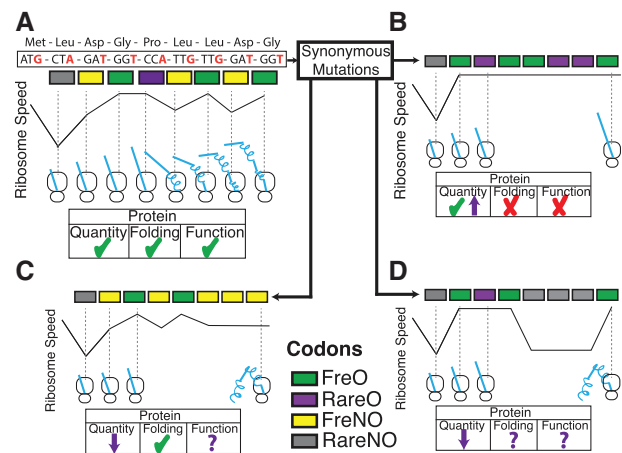 A
Met - Leu - Asp - Gly - Pro - Leu - Leu - Asp - Gly
ATG-CTA-GAT-GGT-CCA-TTG-TTG-GAT-GGT
Ribosome Speed
Protein
Quantity Folding Function
Synonymous
Mutations
B
Ribosome Speed
Protein
Quantity Folding Function
C
Ribosome Speed
Protein
Quantity Folding Function
? 
Codons
FreO
RareO
FreNO
RareNO
D
Ribosome Speed
Protein
Quantity Folding Function
? ?